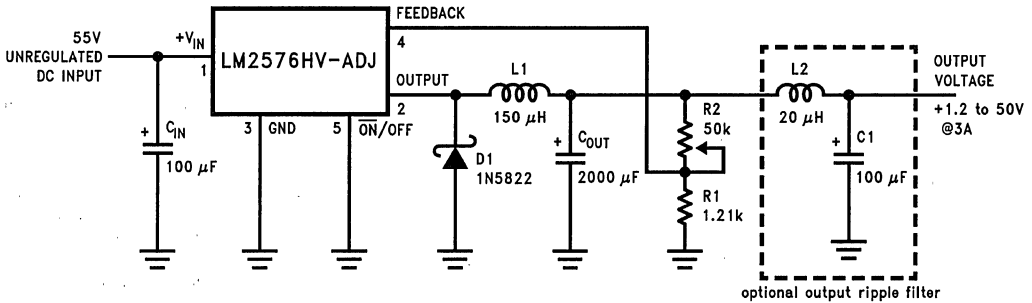 FEEDBACK
4
55V
UNREGULATED
DC INPUT
+VIN
1
LM2576HV-ADJ
OUTPUT
2
3 GND
5 ON/OFF
+
CIN
100 μF
D1
1N5822
L1
150 μH
+
COUT
2000 μF
R2
50k
R1
1.21k
L2
20 μH
+
C1
100 μF
OUTPUT
VOLTAGE
+1.2 to 50V
@3A
optional output ripple filter